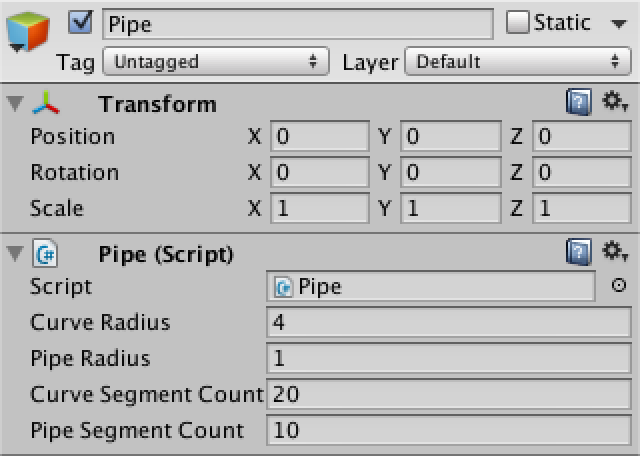 Pipe Static
Tag Untagged Layer Default
Transform
Position X 0 Y 0 Z 0
Rotation X 0 Y 0 Z 0
Scale X 1 Y 1 Z 1
C# Pipe (Script)
Script C# Pipe
Curve Radius 4
Pipe Radius 1
Curve Segment Count 20
Pipe Segment Count 10